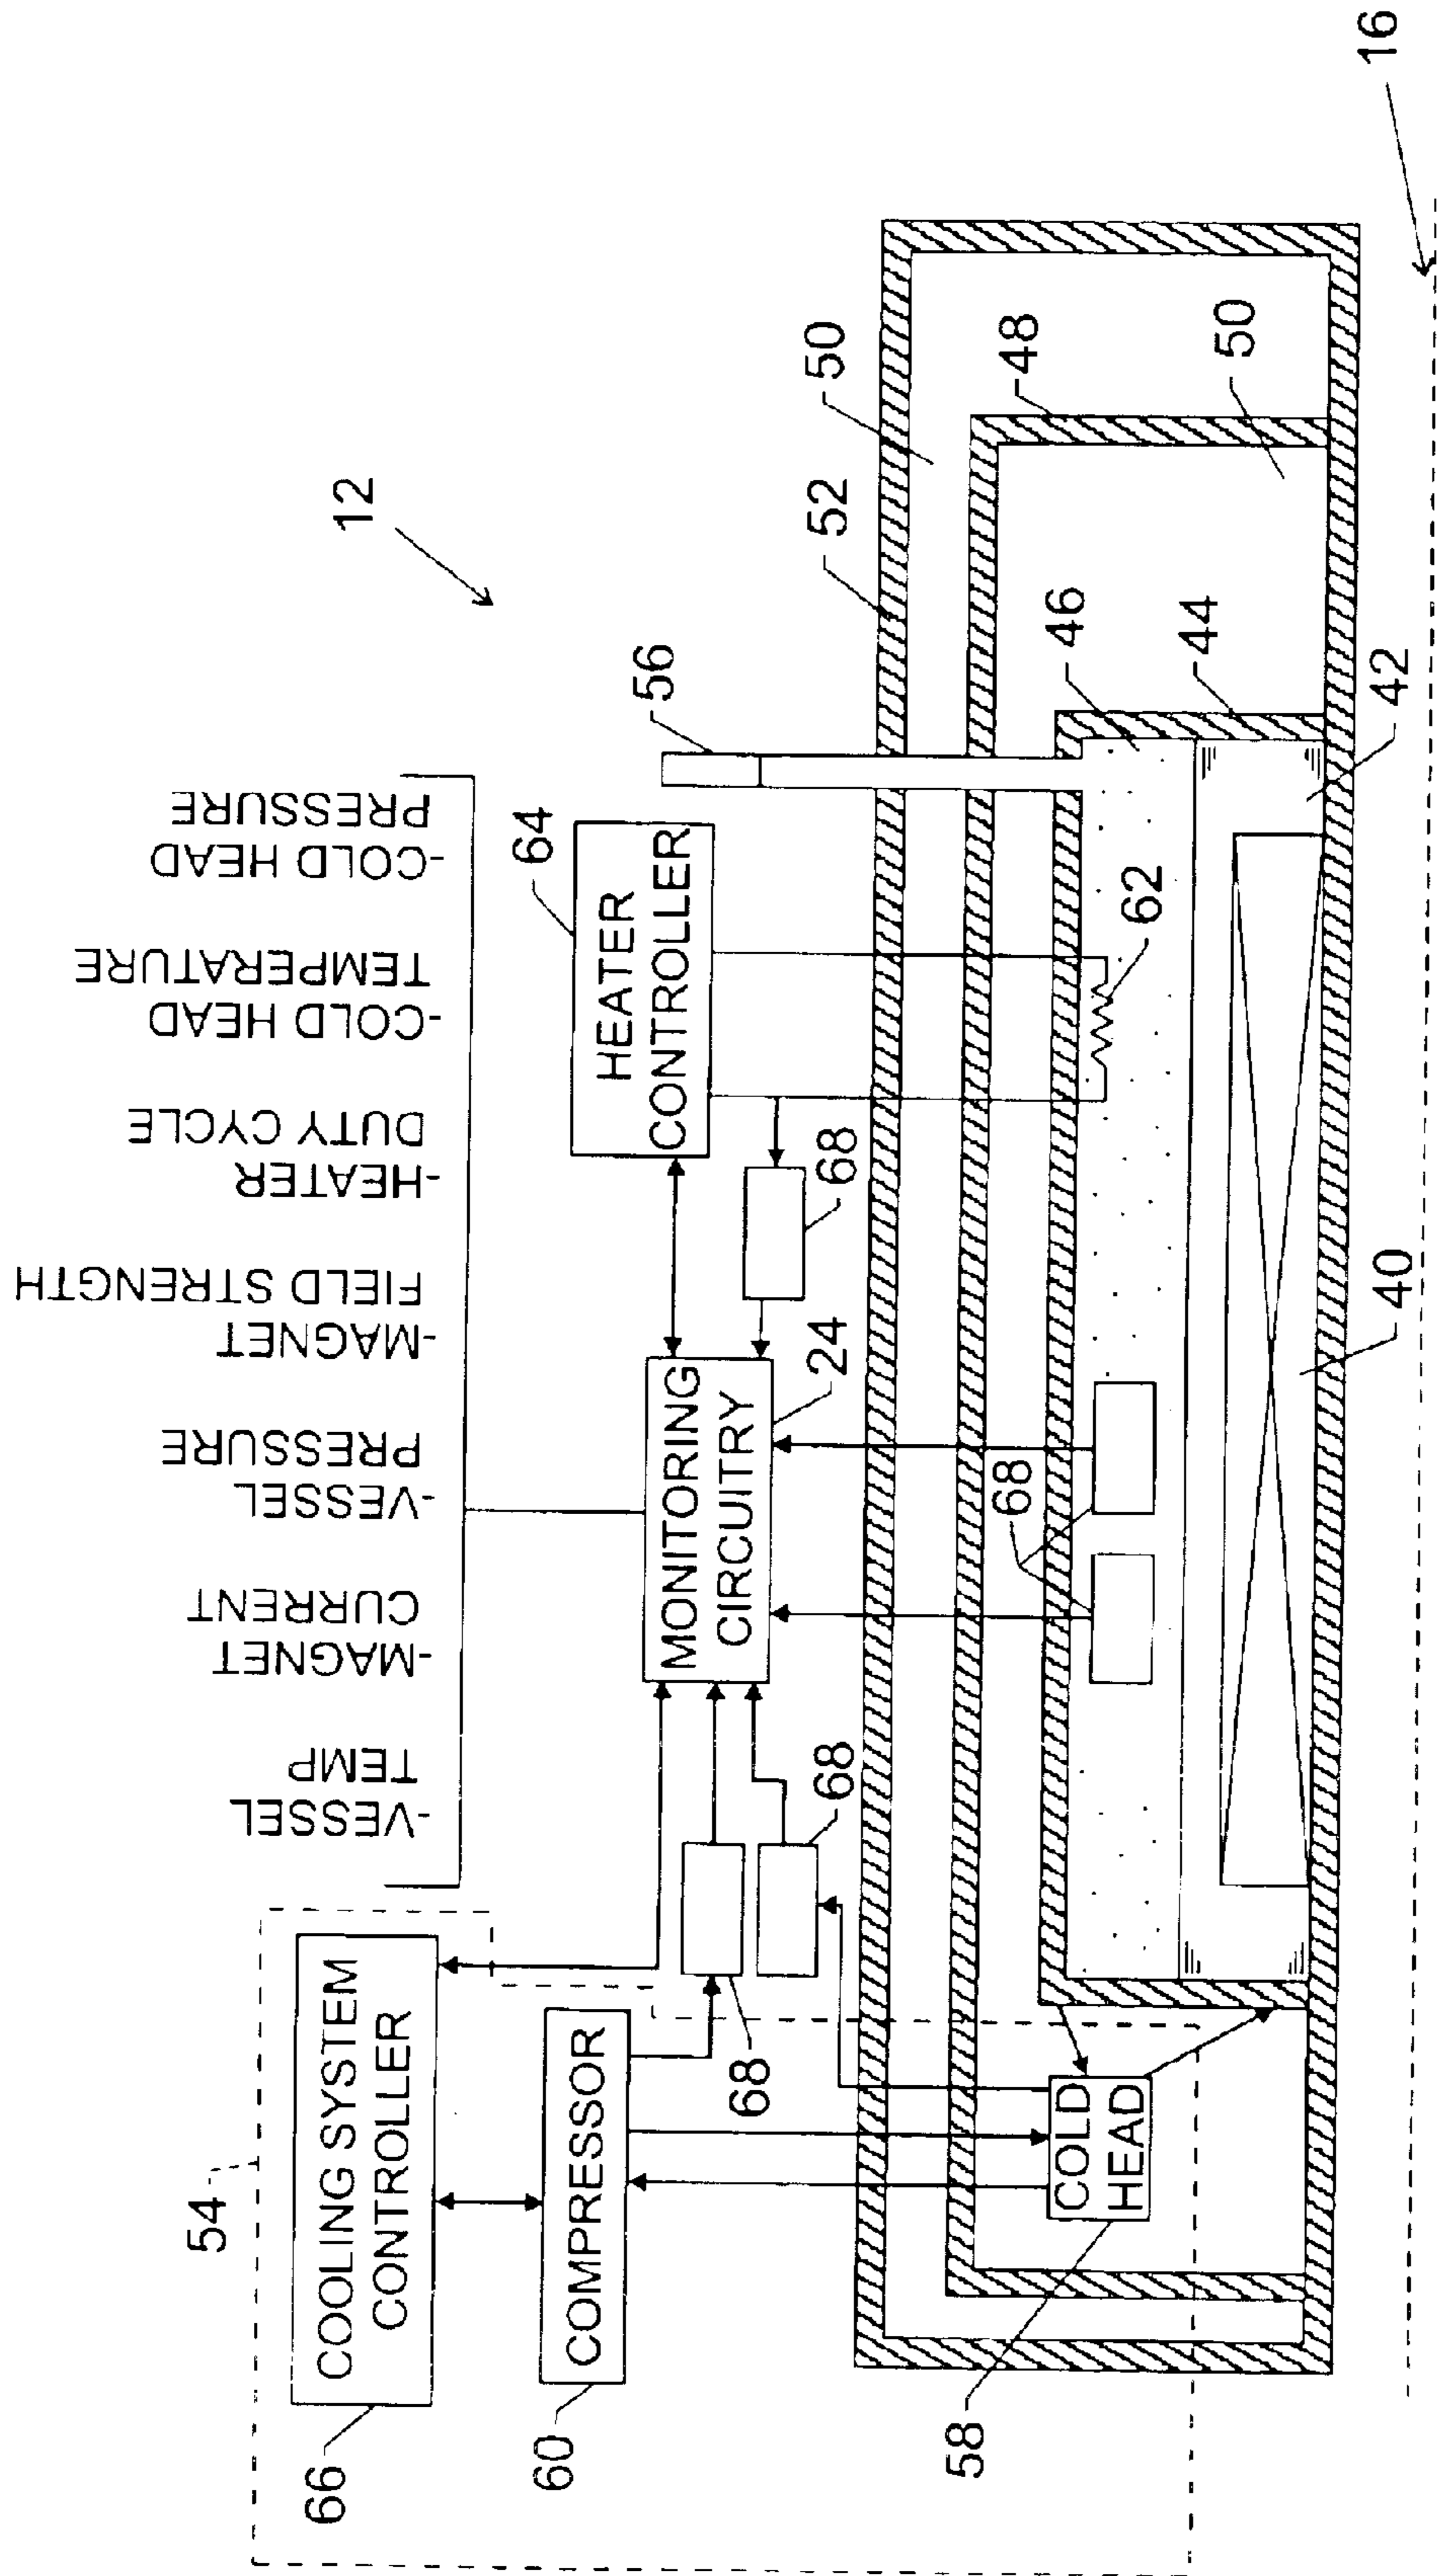 -VESSEL
TEMP
-MAGNET
CURRENT
-VESSEL
PRESSURE
-MAGNET
FIELD STRENGTH
-HEATER
DUTY CYCLE
-COLD HEAD
TEMPERATURE
-COLD HEAD
PRESSURE
54
66
COOLING SYSTEM
CONTROLLER
60
COMPRESSOR
68
68
MONITORING
CIRCUITRY
24
68
HEATER
CONTROLLER
64
56
12
52
50
48
50
16
58
COLD
HEAD
68
62
46
44
42
40